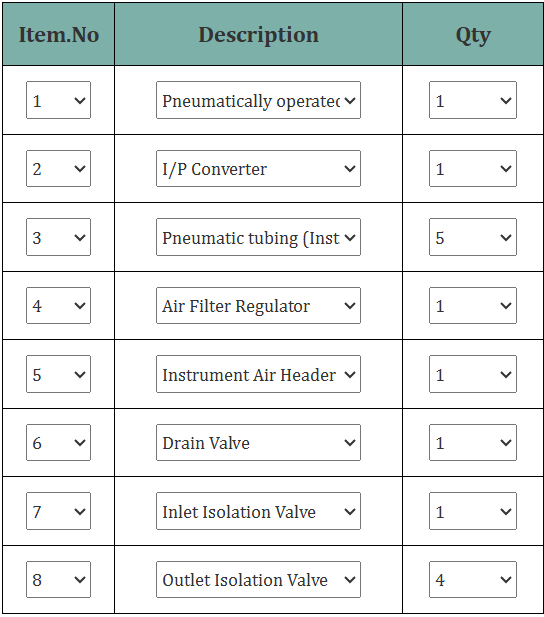 Item.No Description Qty
1 Pneumatically operated 1
2 I/P Converter 1
3 Pneumatic tubing (Inst 5
4 Air Filter Regulator 1
5 Instrument Air Header 1
6 Drain Valve 1
7 Inlet Isolation Valve 1
8 Outlet Isolation Valve 4